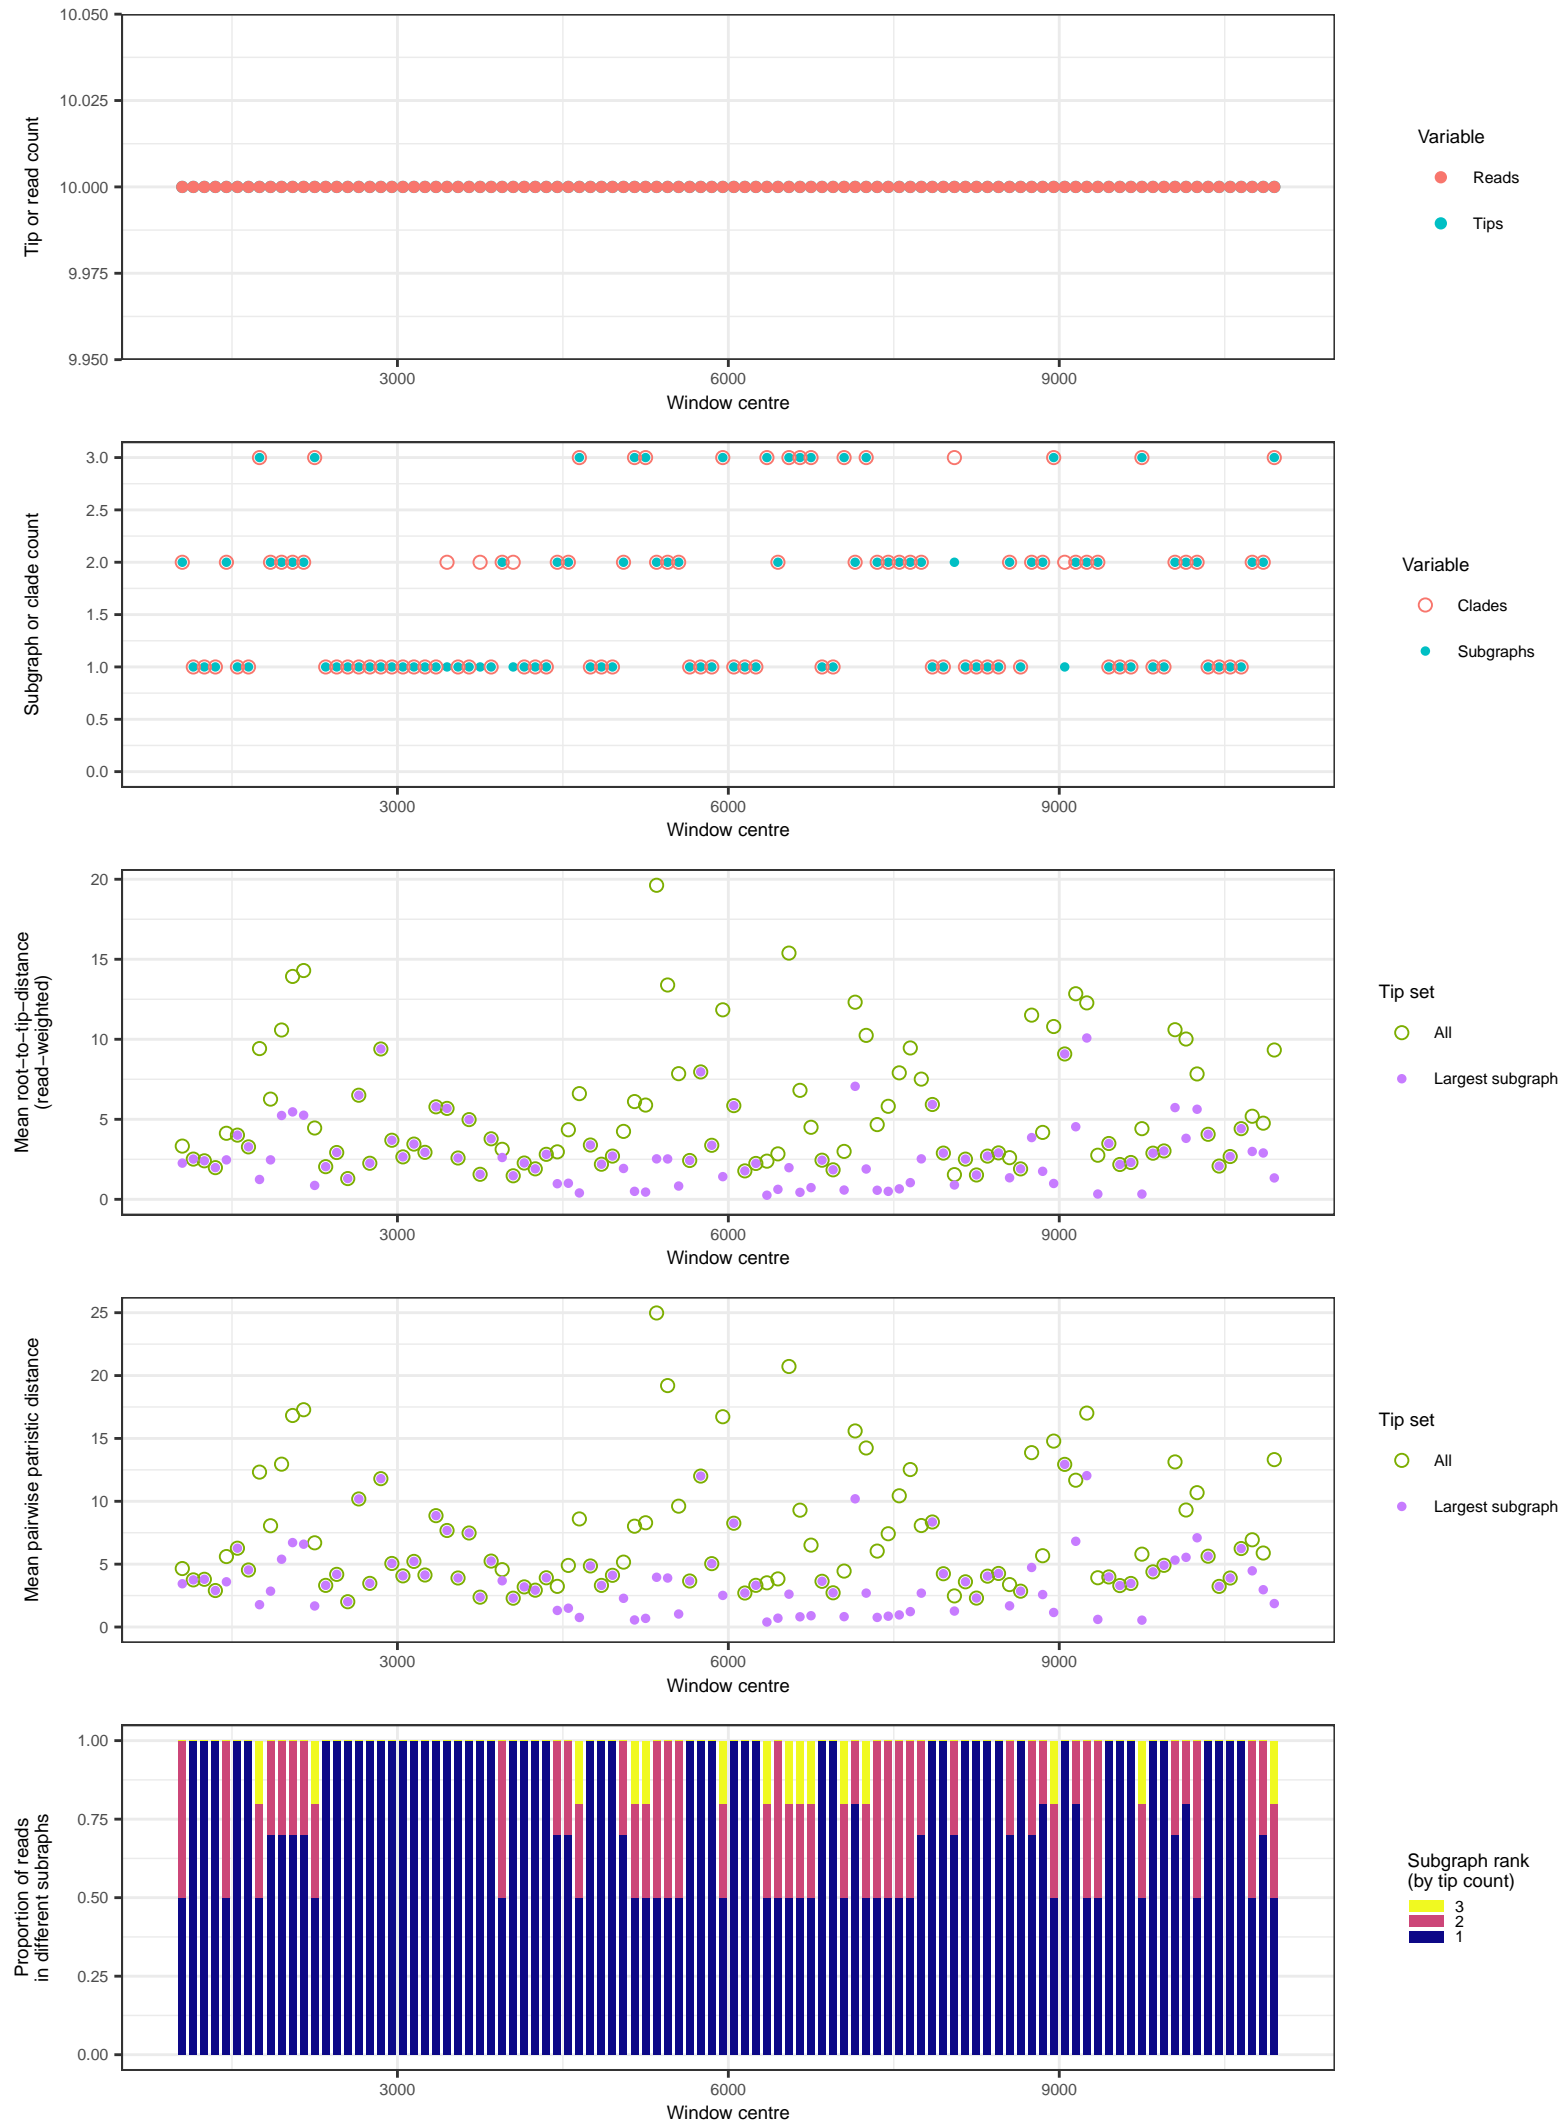 10.050
10.025
10.000
9.975
9.950
Tip or read count
3000 6000 9000
Window centre
Variable
Reads
Tips
3.0
2.5
2.0
1.5
1.0
0.5
0.0
Subgraph or clade count
3000 6000 9000
Window centre
Variable
Clades
Subgraphs
20
15
10
5
0
Mean root−to−tip−distance
(read−weighted)
3000 6000 9000
Window centre
Tip set
All
Largest subgraph
25
20
15
10
5
0
Mean pairwise patristic distance
3000 6000 9000
Window centre
Tip set
All
Largest subgraph
1.00
0.75
0.50
0.25
0.00
Proportion of reads
in different subraphs
3000 6000 9000
Window centre
Subgraph rank
(by tip count)
3
2
1